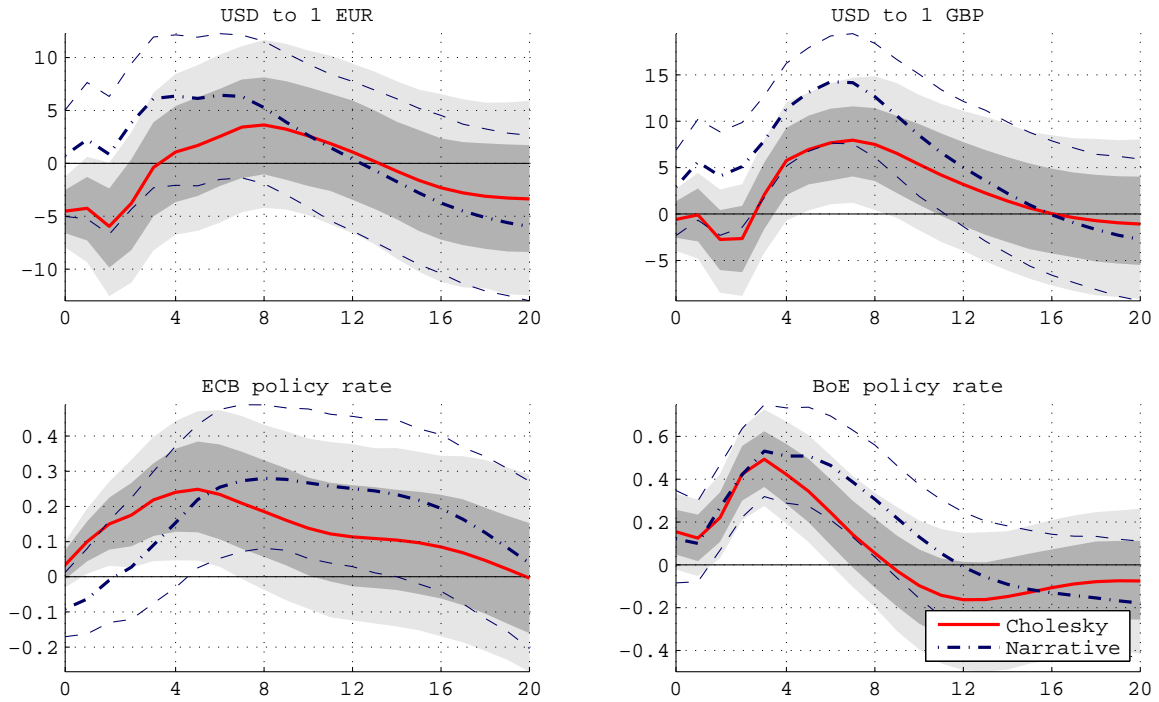 USD to 1 EUR
10
5
0
−5
−10
0 4 8 12 16 20
USD to 1 GBP
15
10
5
0
−5
0 4 8 12 16 20
ECB policy rate
0.4
0.3
0.2
0.1
0
−0.1
−0.2
0 4 8 12 16 20
BoE policy rate
0.6
0.4
0.2
0
−0.2
−0.4
0 4 8 12 16 20
Cholesky
Narrative